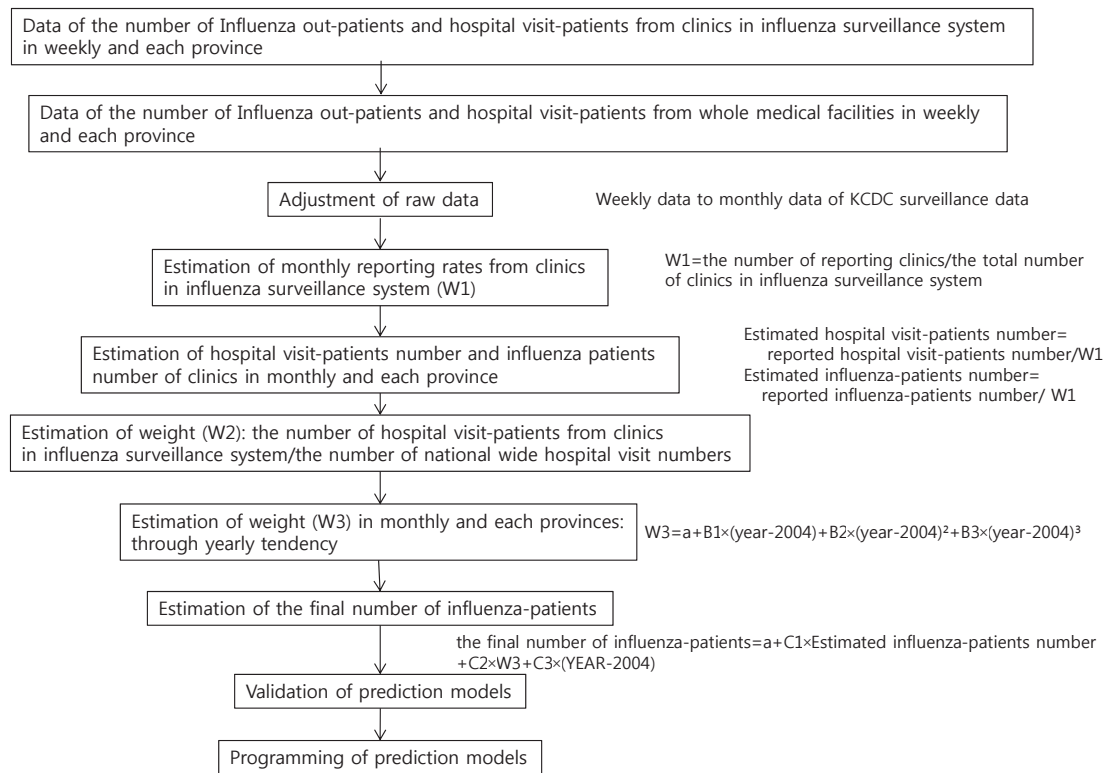 Data of the number of Influenza out-patients and hospital visit-patients from clinics in influenza surveillance system
in weekly and each province
Data of the number of Influenza out-patients and hospital visit-patients from whole medical facilities in weekly
and each province
Adjustment of raw data
Weekly data to monthly data of KCDC surveillance data
Estimation of monthly reporting rates from clinics
in influenza surveillance system (W1)
W1=the number of reporting clinics/the total number
of clinics in influenza surveillance system
Estimation of hospital visit-patients number and influenza patients
number of clinics in monthly and each province
Estimated hospital visit-patients number=
reported hospital visit-patients number/W1
Estimated influenza-patients number=
reported influenza-patients number/ W1
Estimation of weight (W2): the number of hospital visit-patients from clinics
in influenza surveillance system/the number of national wide hospital visit numbers
Estimation of weight (W3) in monthly and each provinces:
through yearly tendency
W3=a+B1×(year-2004)+B2×(year-2004)²+B3×(year-2004)³
Estimation of the final number of influenza-patients
the final number of influenza-patients=a+C1×Estimated influenza-patients number
+C2×W3+C3×(YEAR-2004)
Validation of prediction models
Programming of prediction models